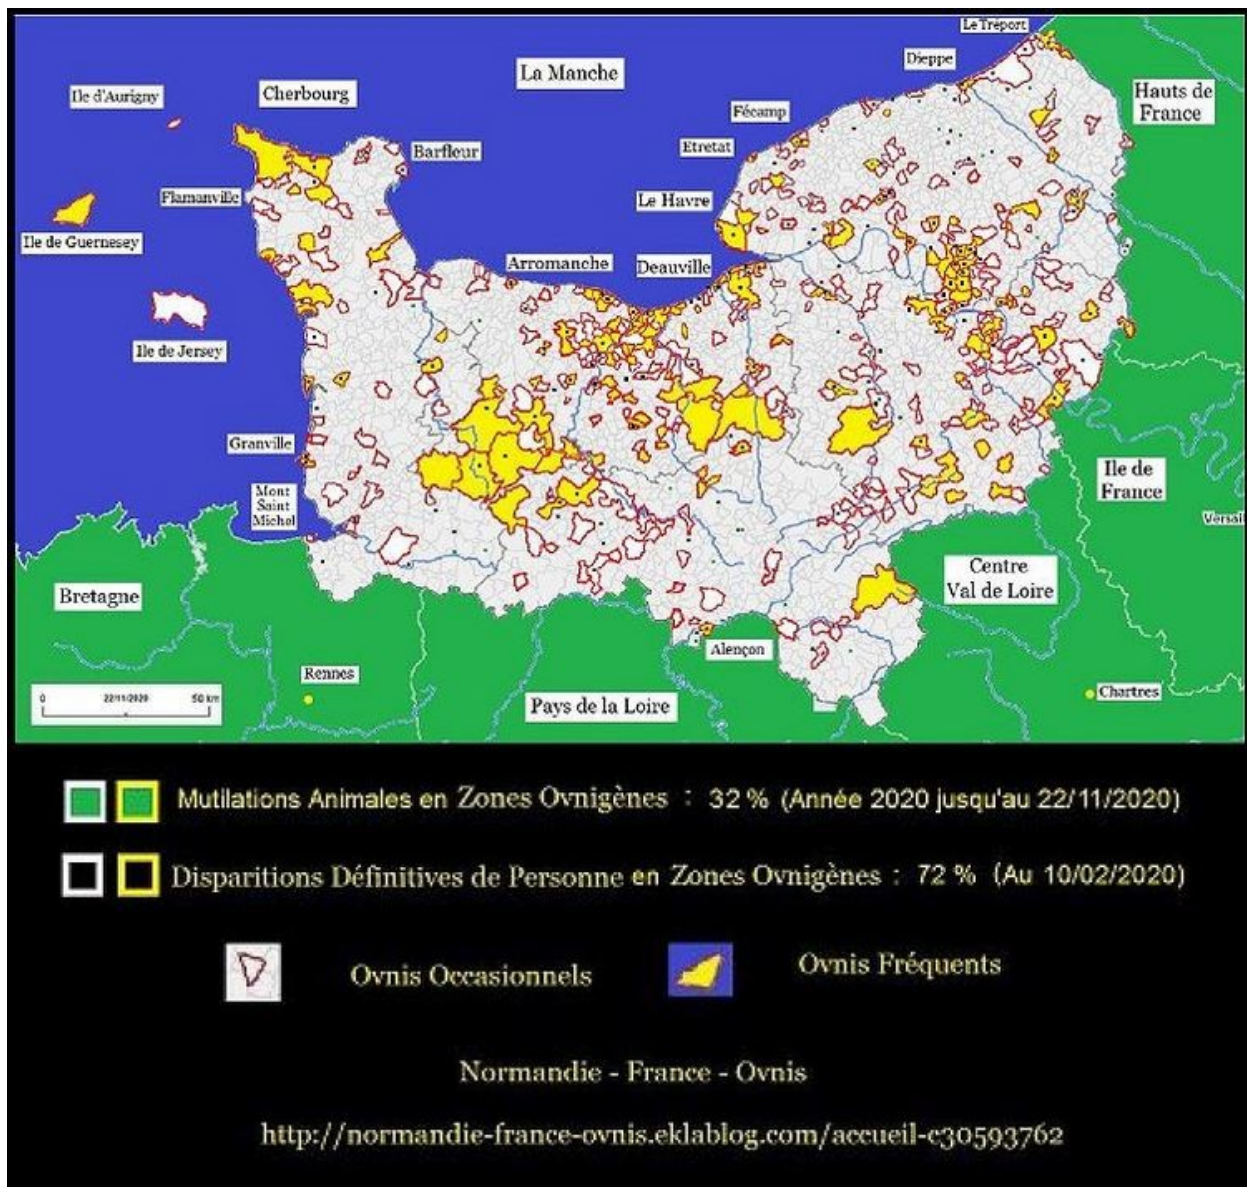 Le Tréport
Dieppe
La Manche
Ile d'Aurigny
Cherbourg
Hauts de
France
Fécamp
Etretat
Barfleur
Flamanville
Le Havre
Ile de Guernesey
Arromanche
Deauville
Ile de Jersey
Granville
Mont
Saint
Michel
Ile de
France
Versail
Centre
Val de Loire
Bretagne
Alençon
Rennes
Chartres
Pays de la Loire
0 22/11/2020 50 km
Mutilations Animales en Zones Ovnigènes : 32 % (Année 2020 jusqu'au 22/11/2020)
Disparitions Définitives de Personne en Zones Ovnigènes : 72 % (Au 10/02/2020)
Ovnis Occasionnels
Ovnis Fréquents
Normandie - France - Ovnis
http://normandie-france-ovnis.eklablog.com/accueil-c30593762